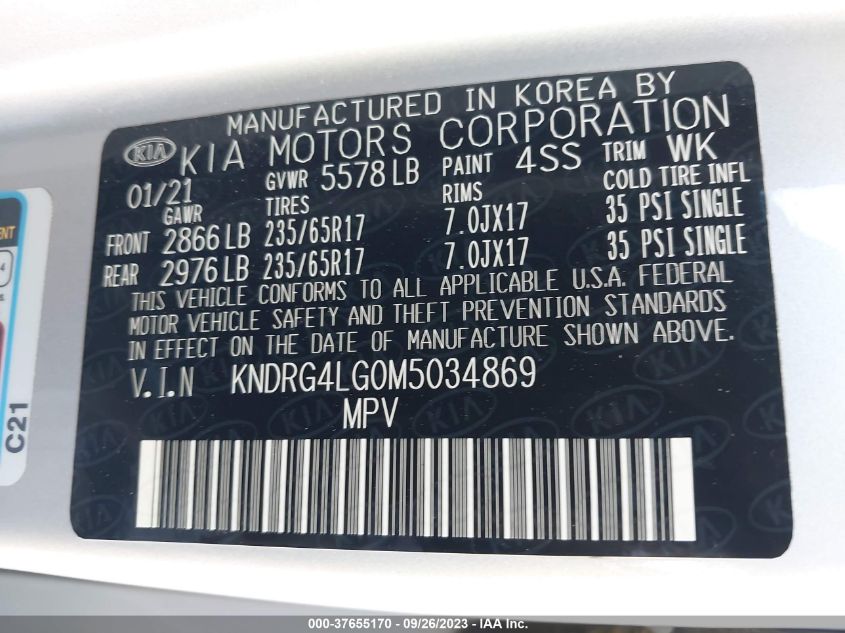 MANUFACTURED IN KOREA BY
KIA KIA MOTORS CORPORATION
01/21 GVWR 5578 LB PAINT 4SS TRIM WK
GAWR TIRES RIMS COLD TIRE INFL
FRONT 2866 LB 235/65R17 7.0JX17 35 PSI SINGLE
REAR 2976 LB 235/65R17 7.0JX17 35 PSI SINGLE
THIS VEHICLE CONFORMS TO ALL APPLICABLE U.S.A. FEDERAL
MOTOR VEHICLE SAFETY AND THEFT PREVENTION STANDARDS
IN EFFECT ON THE DATE OF MANUFACTURE SHOWN ABOVE.
V.I.N KNDRG4LG0M5034869
MPV
C21
000-37655170 - 09/26/2023 - IAA Inc.